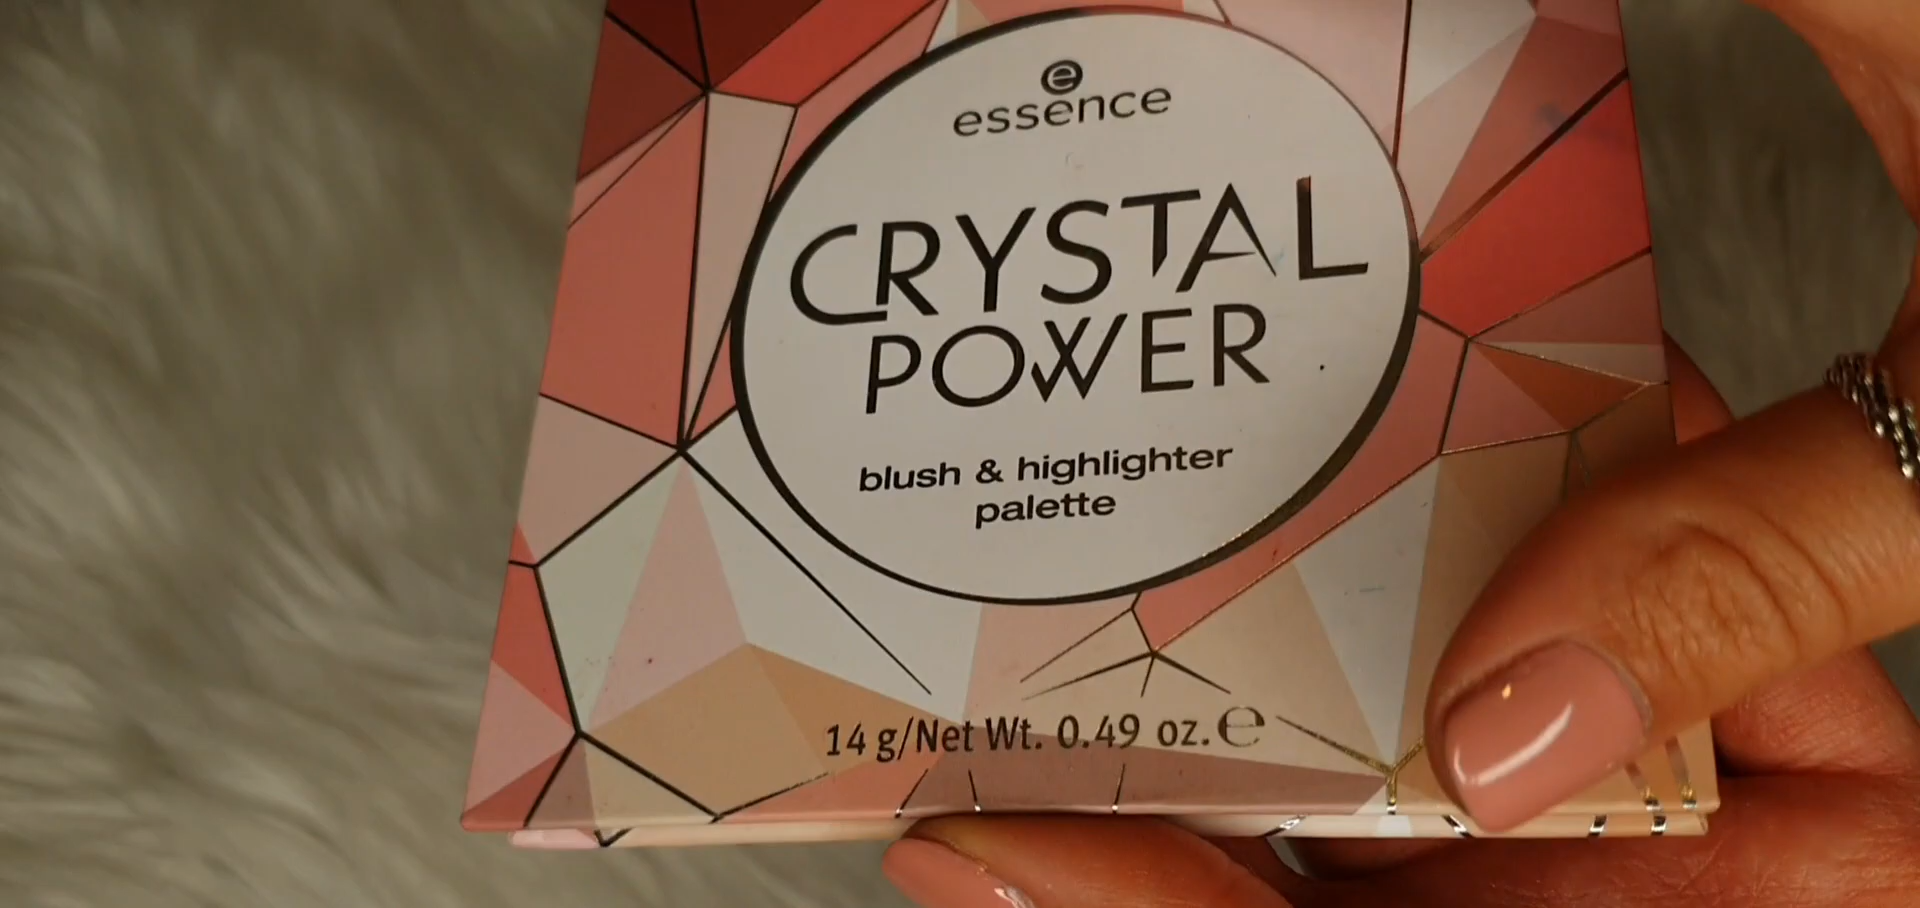 e
essence
CRYSTAL
POWER
blush & highlighter
palette
14 g/Net Wt. 0.49 oz. ℮